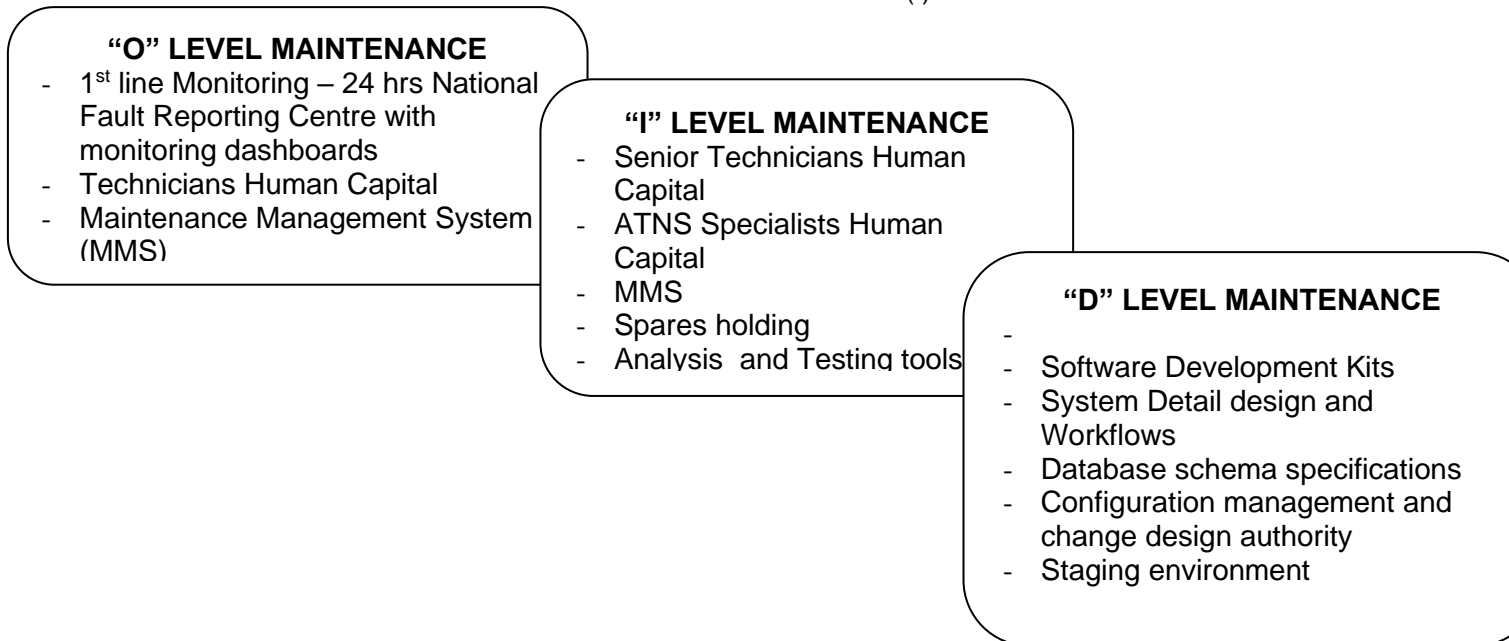 “O” LEVEL MAINTENANCE
- 1st line Monitoring – 24 hrs National
Fault Reporting Centre with
monitoring dashboards
- Technicians Human Capital
- Maintenance Management System
(MMS)
“I” LEVEL MAINTENANCE
- Senior Technicians Human
Capital
- ATNS Specialists Human
Capital
- MMS
- Spares holding
- Analysis and Testing tools
“D” LEVEL MAINTENANCE
-
- Software Development Kits
- System Detail design and
Workflows
- Database schema specifications
- Configuration management and
change design authority
- Staging environment